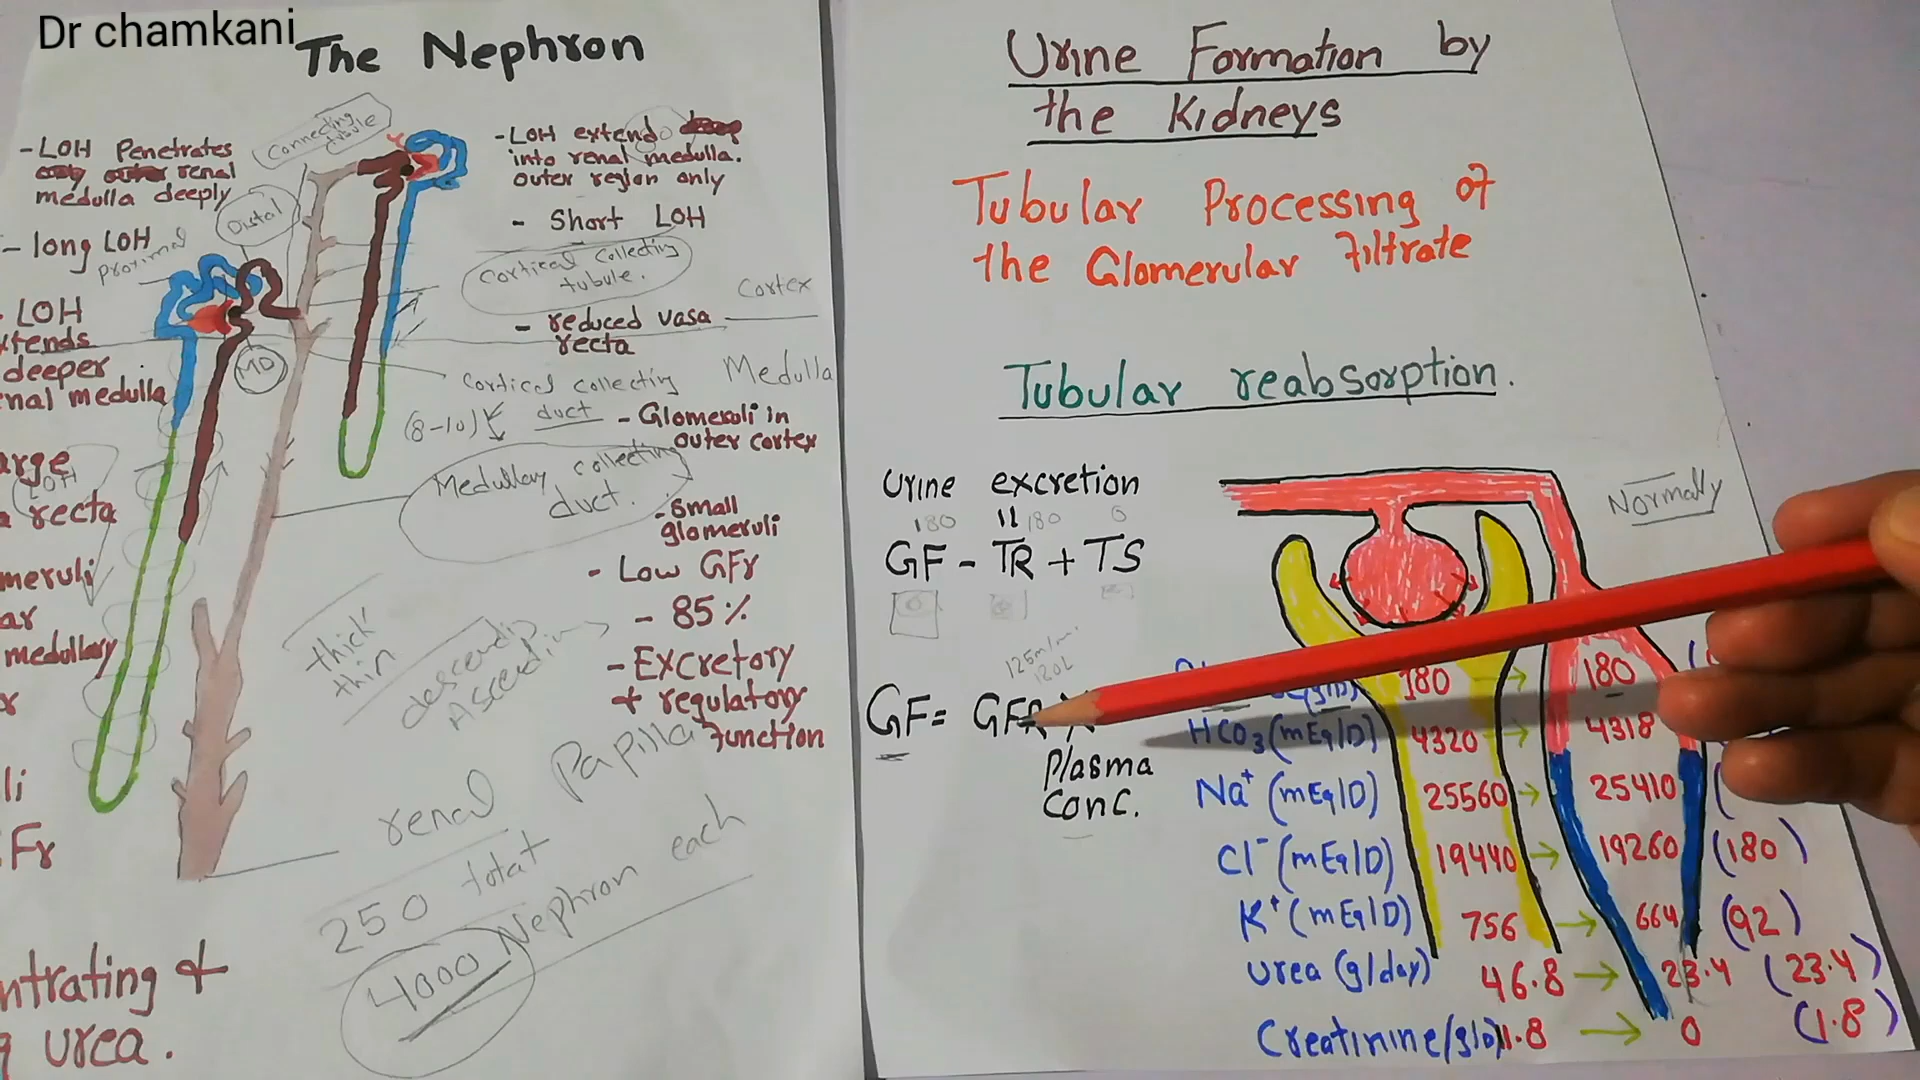 Dr chamkani
The Nephron
Connecting
tubule
-LOH Penetrates
renal
medulla deeply
Distal
- long LOH
proximal
LOH
deeper
medulla
MD
LOH
recta
medullary
urea.
-LOH extend
into renal medulla.
outer region only
- Short LOH
Cortical Collecting
tubule.
Cortex
- reduced vasa
recta
Medulla
Cortical collecting
duct
(8-10)
- Glomeruli in
outer cortex
Medullary collecting
duct.
-Small
glomeruli
- Low GFr
- 85%
- Excretory
+ regulatory
function
thick
thin
renal Papilla
250 total
4000 Nephron each
Urine Formation by
the Kidneys
Tubular Processing of
the Glomerular filtrate
Tubular reabsorption.
Urine excretion
180 180 0
GF - TR + TS
Normally
GF = GFR X
Plasma
Conc.
180 → 180
HCO3 (mEq/D) 4320 → 4318
Na+ (mEq/D) 25560 → 25410
Cl- (mEq/D) 19440 → 19260 (180)
K+ (mEq/D) 756 → 664 (92)
Urea (g/day) 46.8 → 23.4 (23.4)
Creatinine (g/D) 1.8 → 0 (1.8)